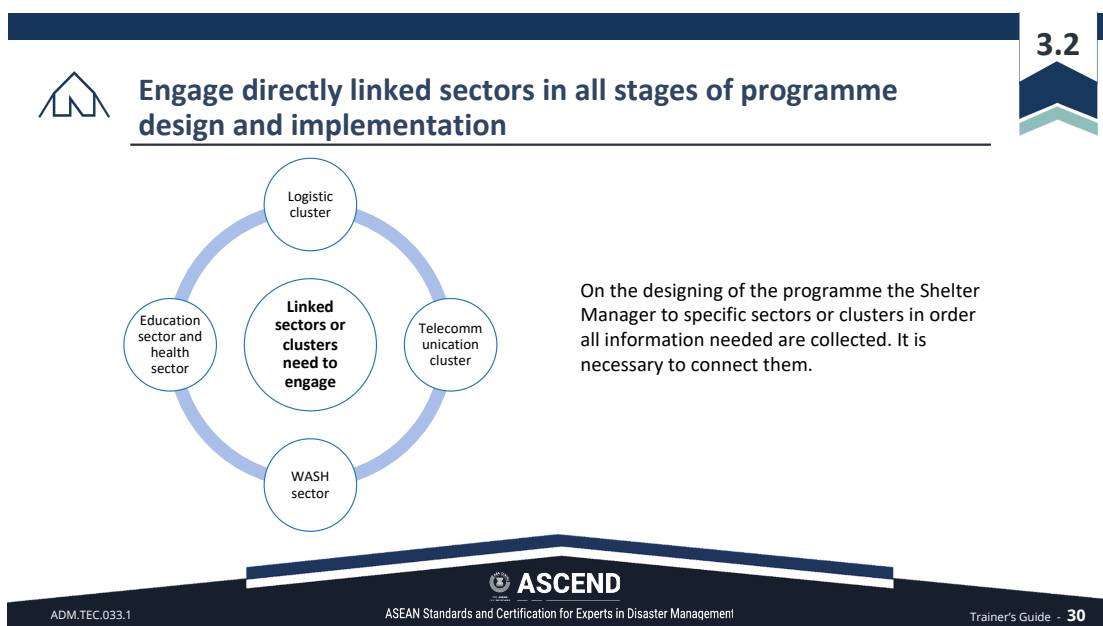 3.2
Engage directly linked sectors in all stages of programme
design and implementation
Logistic
cluster
Linked
sectors or
clusters
need to
engage
Education
sector and
health
sector
Telecomm
unication
cluster
WASH
sector
On the designing of the programme the Shelter
Manager to specific sectors or clusters in order
all information needed are collected. It is
necessary to connect them.
ASCEND
ADM.TEC.033.1
ASEAN Standards and Certification for Experts in Disaster Management
Trainer's Guide - 30